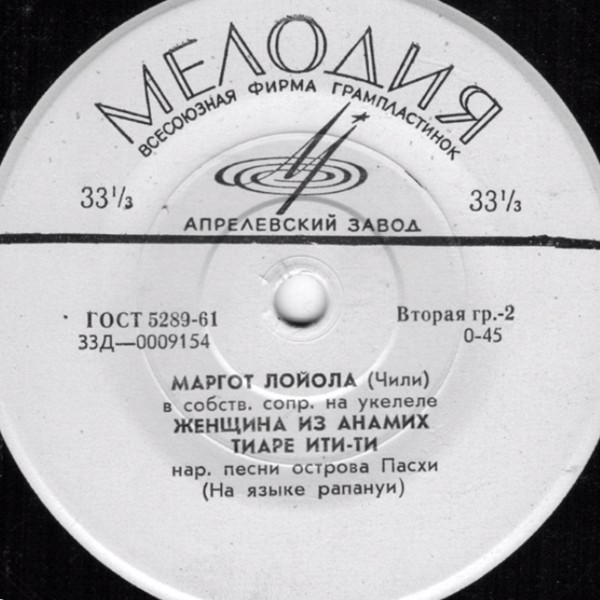 МЕЛОДИЯ
ВСЕСОЮЗНАЯ ФИРМА ГРАМПЛАСТИНОК
33⅓ 33⅓
АПРЕЛЕВСКИЙ ЗАВОД
ГОСТ 5289-61 Вторая гр.-2
33Д—0009154 0-45
МАРГОТ ЛОЙОЛА (Чили)
в собств. сопр. на укелеле
ЖЕНЩИНА ИЗ АНАМИХ
ТИАРЕ ИТИ-ТИ
нар. песни острова Пасхи
(На языке рапануи)